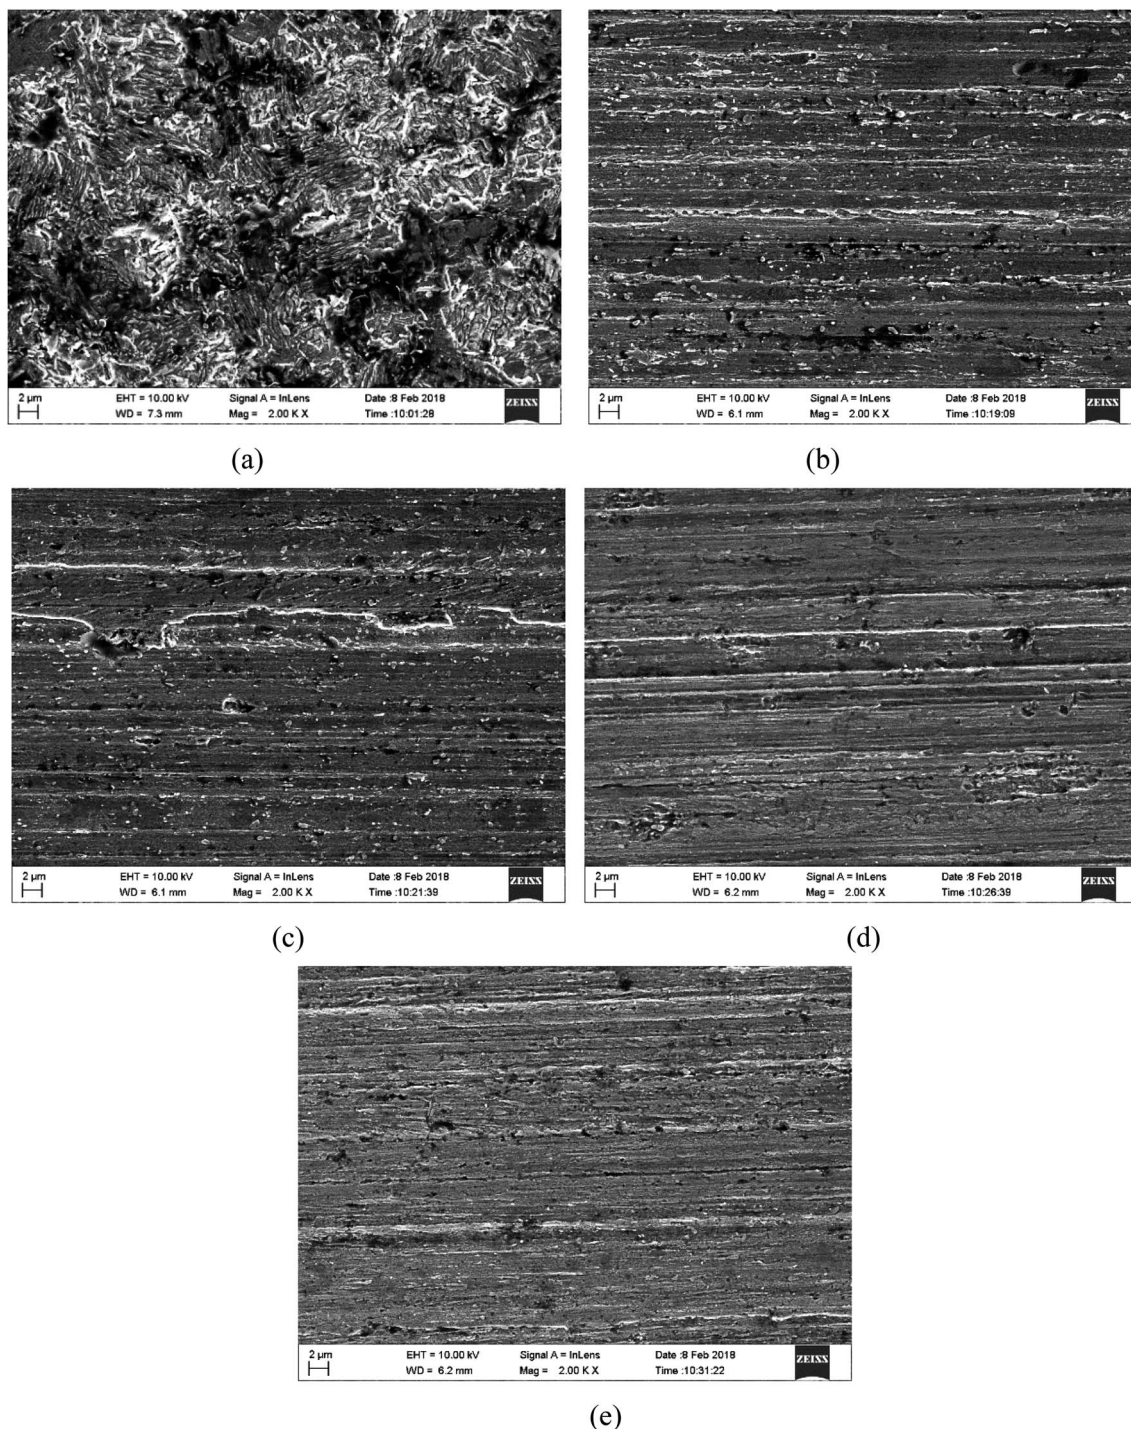 2 µm EHT = 10.00 kV Signal A = InLens Date :8 Feb 2018 ZEISS
WD = 7.3 mm Mag = 2.00 K X Time :10:01:28
(a)
2 µm EHT = 10.00 kV Signal A = InLens Date :8 Feb 2018 ZEISS
WD = 6.1 mm Mag = 2.00 K X Time :10:19:09
(b)
2 µm EHT = 10.00 kV Signal A = InLens Date :8 Feb 2018 ZEISS
WD = 6.1 mm Mag = 2.00 K X Time :10:21:39
(c)
2 µm EHT = 10.00 kV Signal A = InLens Date :8 Feb 2018 ZEISS
WD = 6.2 mm Mag = 2.00 K X Time :10:26:39
(d)
2 µm EHT = 10.00 kV Signal A = InLens Date :8 Feb 2018 ZEISS
WD = 6.2 mm Mag = 2.00 K X Time :10:31:22
(e)